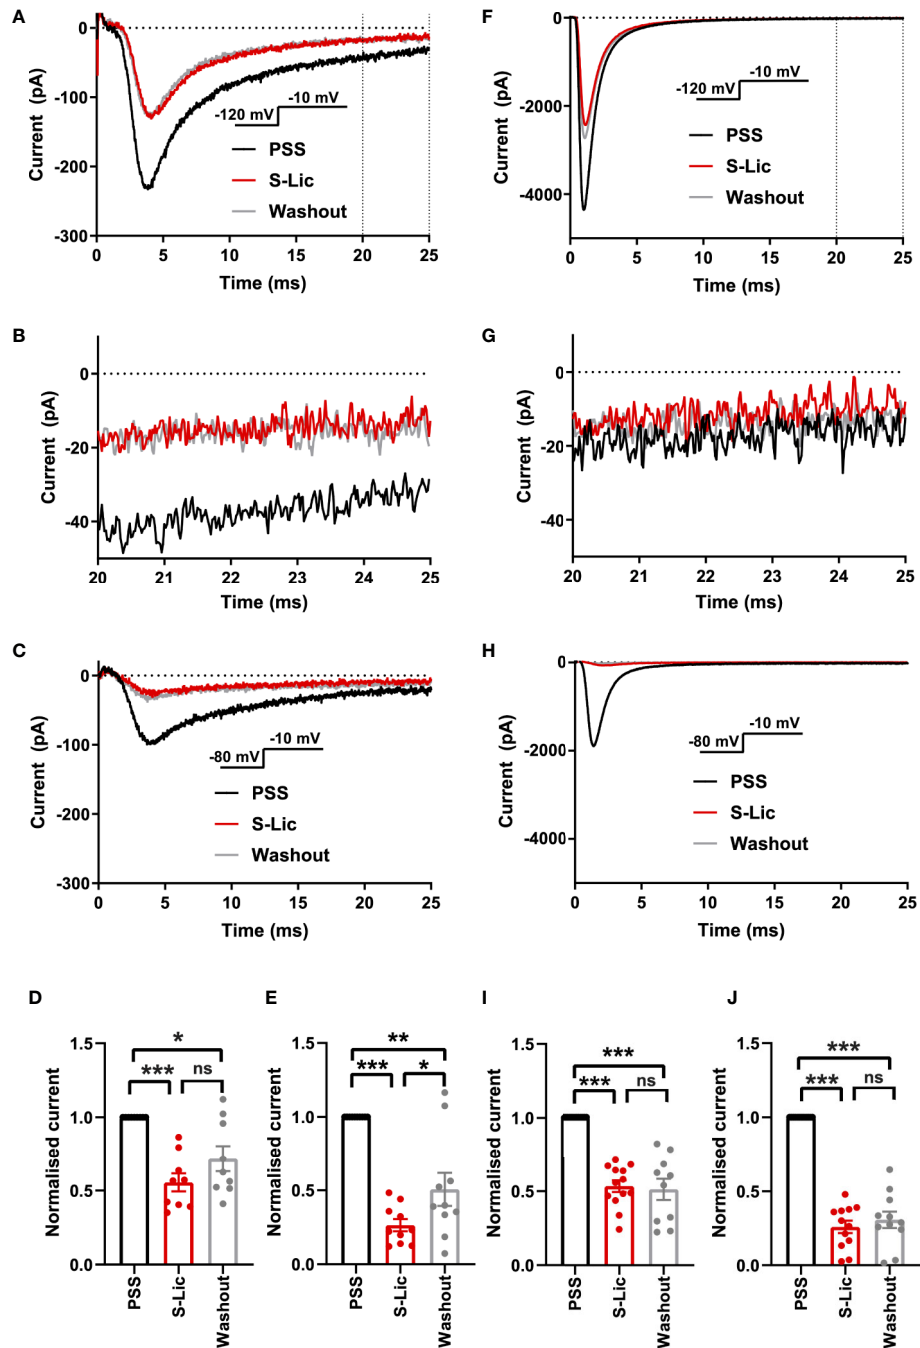 A
0
-100
-200
-300
Current (pA)
-10 mV
-120 mV
PSS
S-Lic
Washout
0 5 10 15 20 25
Time (ms)
F
0
-2000
-4000
Current (pA)
-10 mV
-120 mV
PSS
S-Lic
Washout
0 5 10 15 20 25
Time (ms)
B
0
-20
-40
Current (pA)
20 21 22 23 24 25
Time (ms)
G
0
-20
-40
Current (pA)
20 21 22 23 24 25
Time (ms)
C
0
-100
-200
-300
Current (pA)
-10 mV
-80 mV
PSS
S-Lic
Washout
0 5 10 15 20 25
Time (ms)
H
0
-2000
-4000
Current (pA)
-10 mV
-80 mV
PSS
S-Lic
Washout
0 5 10 15 20 25
Time (ms)
D
1.5
1.0
0.5
0.0
Normalised current
*
*** ns
PSS
S-Lic
Washout
E
1.5
1.0
0.5
0.0
Normalised current
**
*** *
PSS
S-Lic
Washout
I
1.5
1.0
0.5
0.0
Normalised current
***
*** ns
PSS
S-Lic
Washout
J
1.5
1.0
0.5
0.0
Normalised current
***
*** ns
PSS
S-Lic
Washout